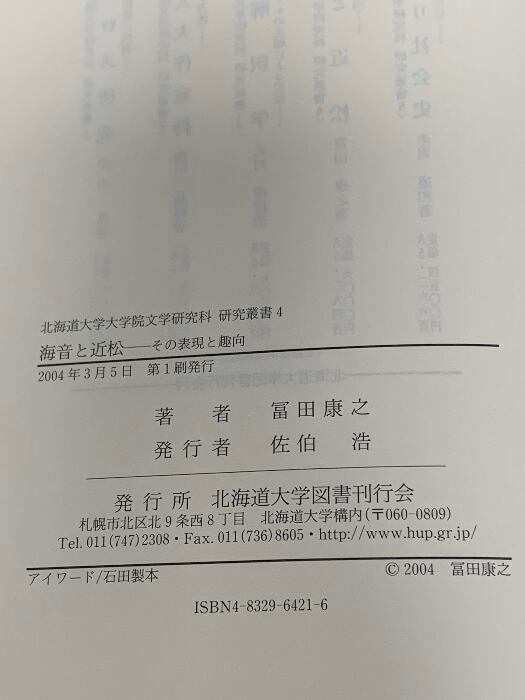 北海道大学大学院文学研究科 研究叢書4
海音と近松——その表現と趣向
2004年3月5日 第1刷発行
著者 冨田康之
発行者 佐伯 浩
発行所 北海道大学図書刊行会
札幌市北区北9条西8丁目 北海道大学構内(〒060-0809)
Tel. 011(747)2308・Fax. 011(736)8605・http://www.hup.gr.jp/
アイワード/石田製本 © 2004 冨田康之
ISBN4-8329-6421-6